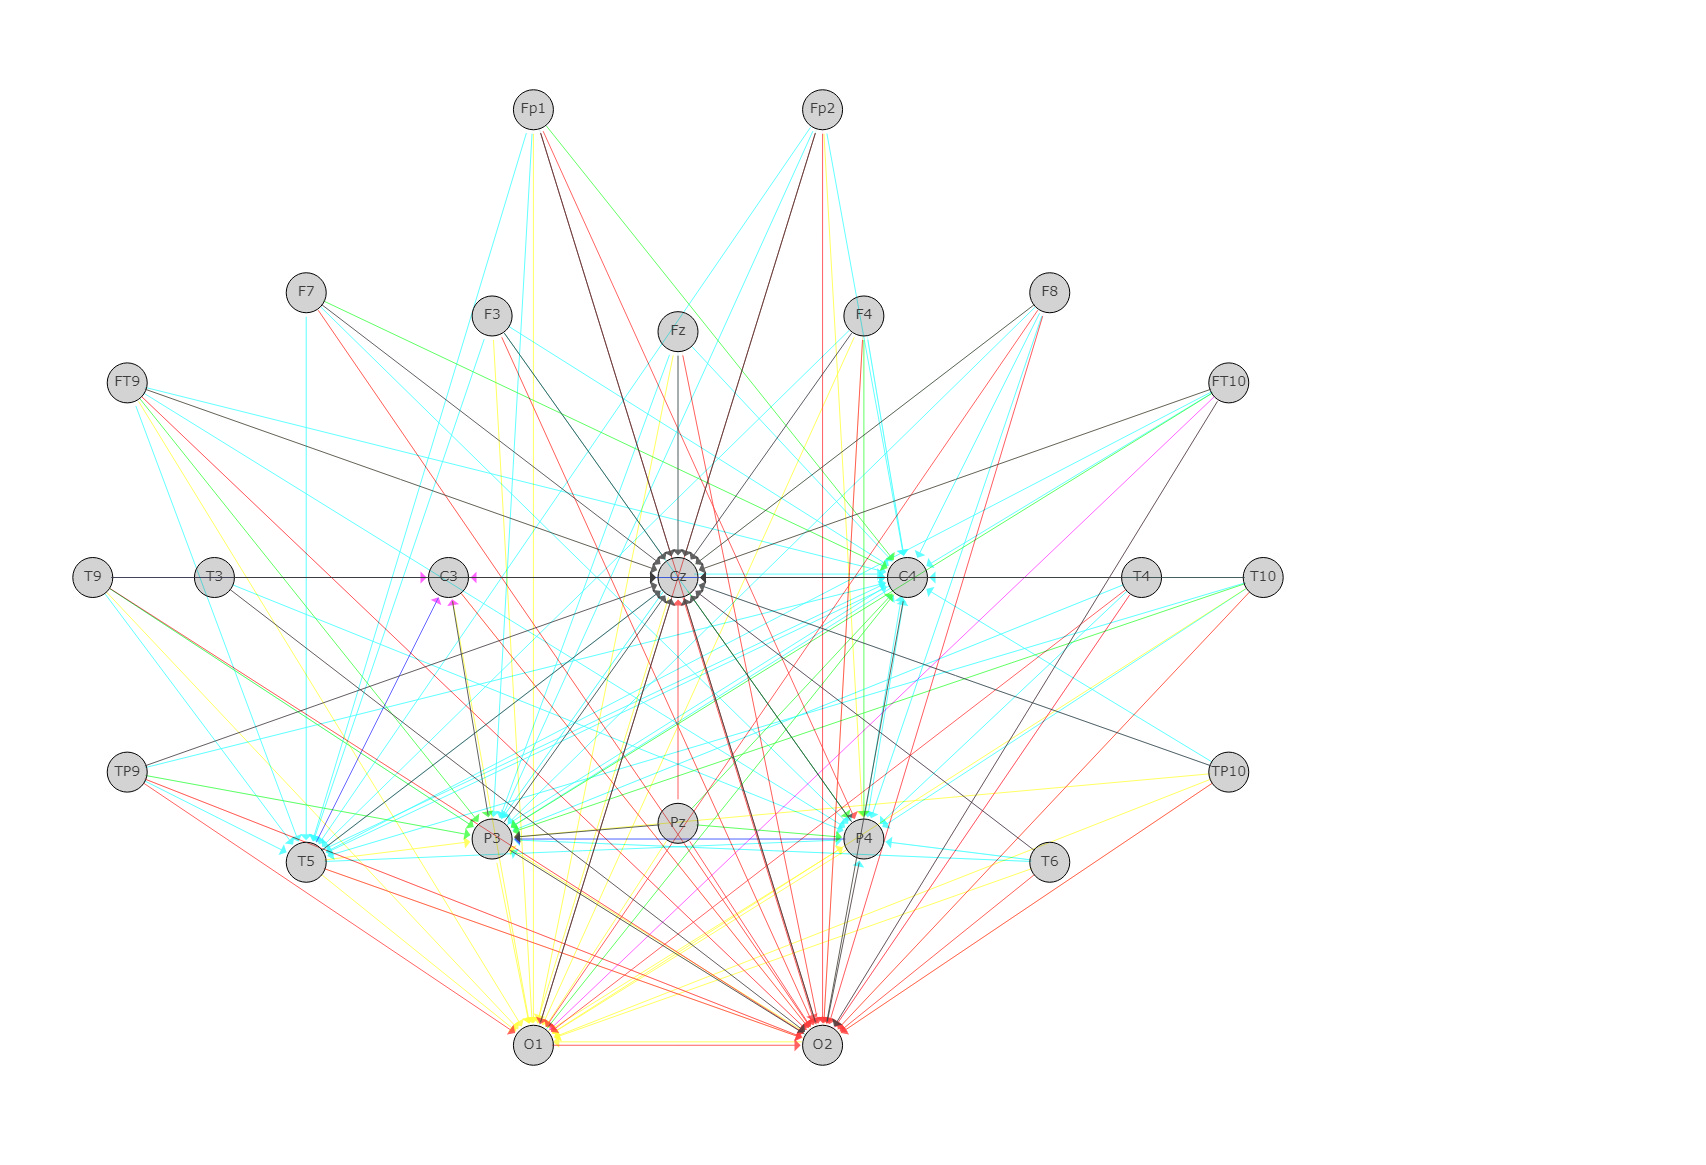 Fp1 Fp2
F7 F3 Fz F4 F8
FT9 FT10
T9 T3 C3 Cz C4 T4 T10
TP9 TP10
T5 P3 Pz P4 T6
O1 O2